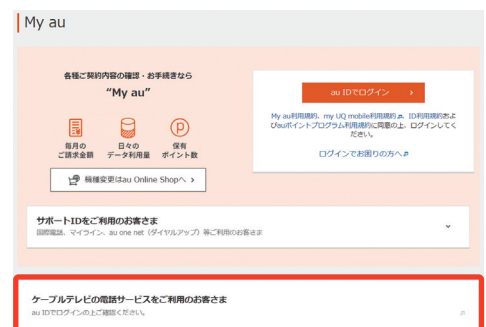 My au
各種ご契約内容の確認・お手続きなら
“My au”
毎月の
ご請求金額
日々の
データ利用量
保有
ポイント数
機種変更はau Online Shopへ
au IDでログイン
My au利用規約、my UQ mobile利用規約、ID利用規約およ
びauポイントプログラム利用規約に同意の上、ログインしてく
ださい。
ログインでお困りの方へ
サポートIDをご利用のお客さま
国際電話、マイライン、au one net（ダイヤルアップ）等ご利用のお客さま
ケーブルテレビの電話サービスをご利用のお客さま
au IDでログインの上ご確認ください。